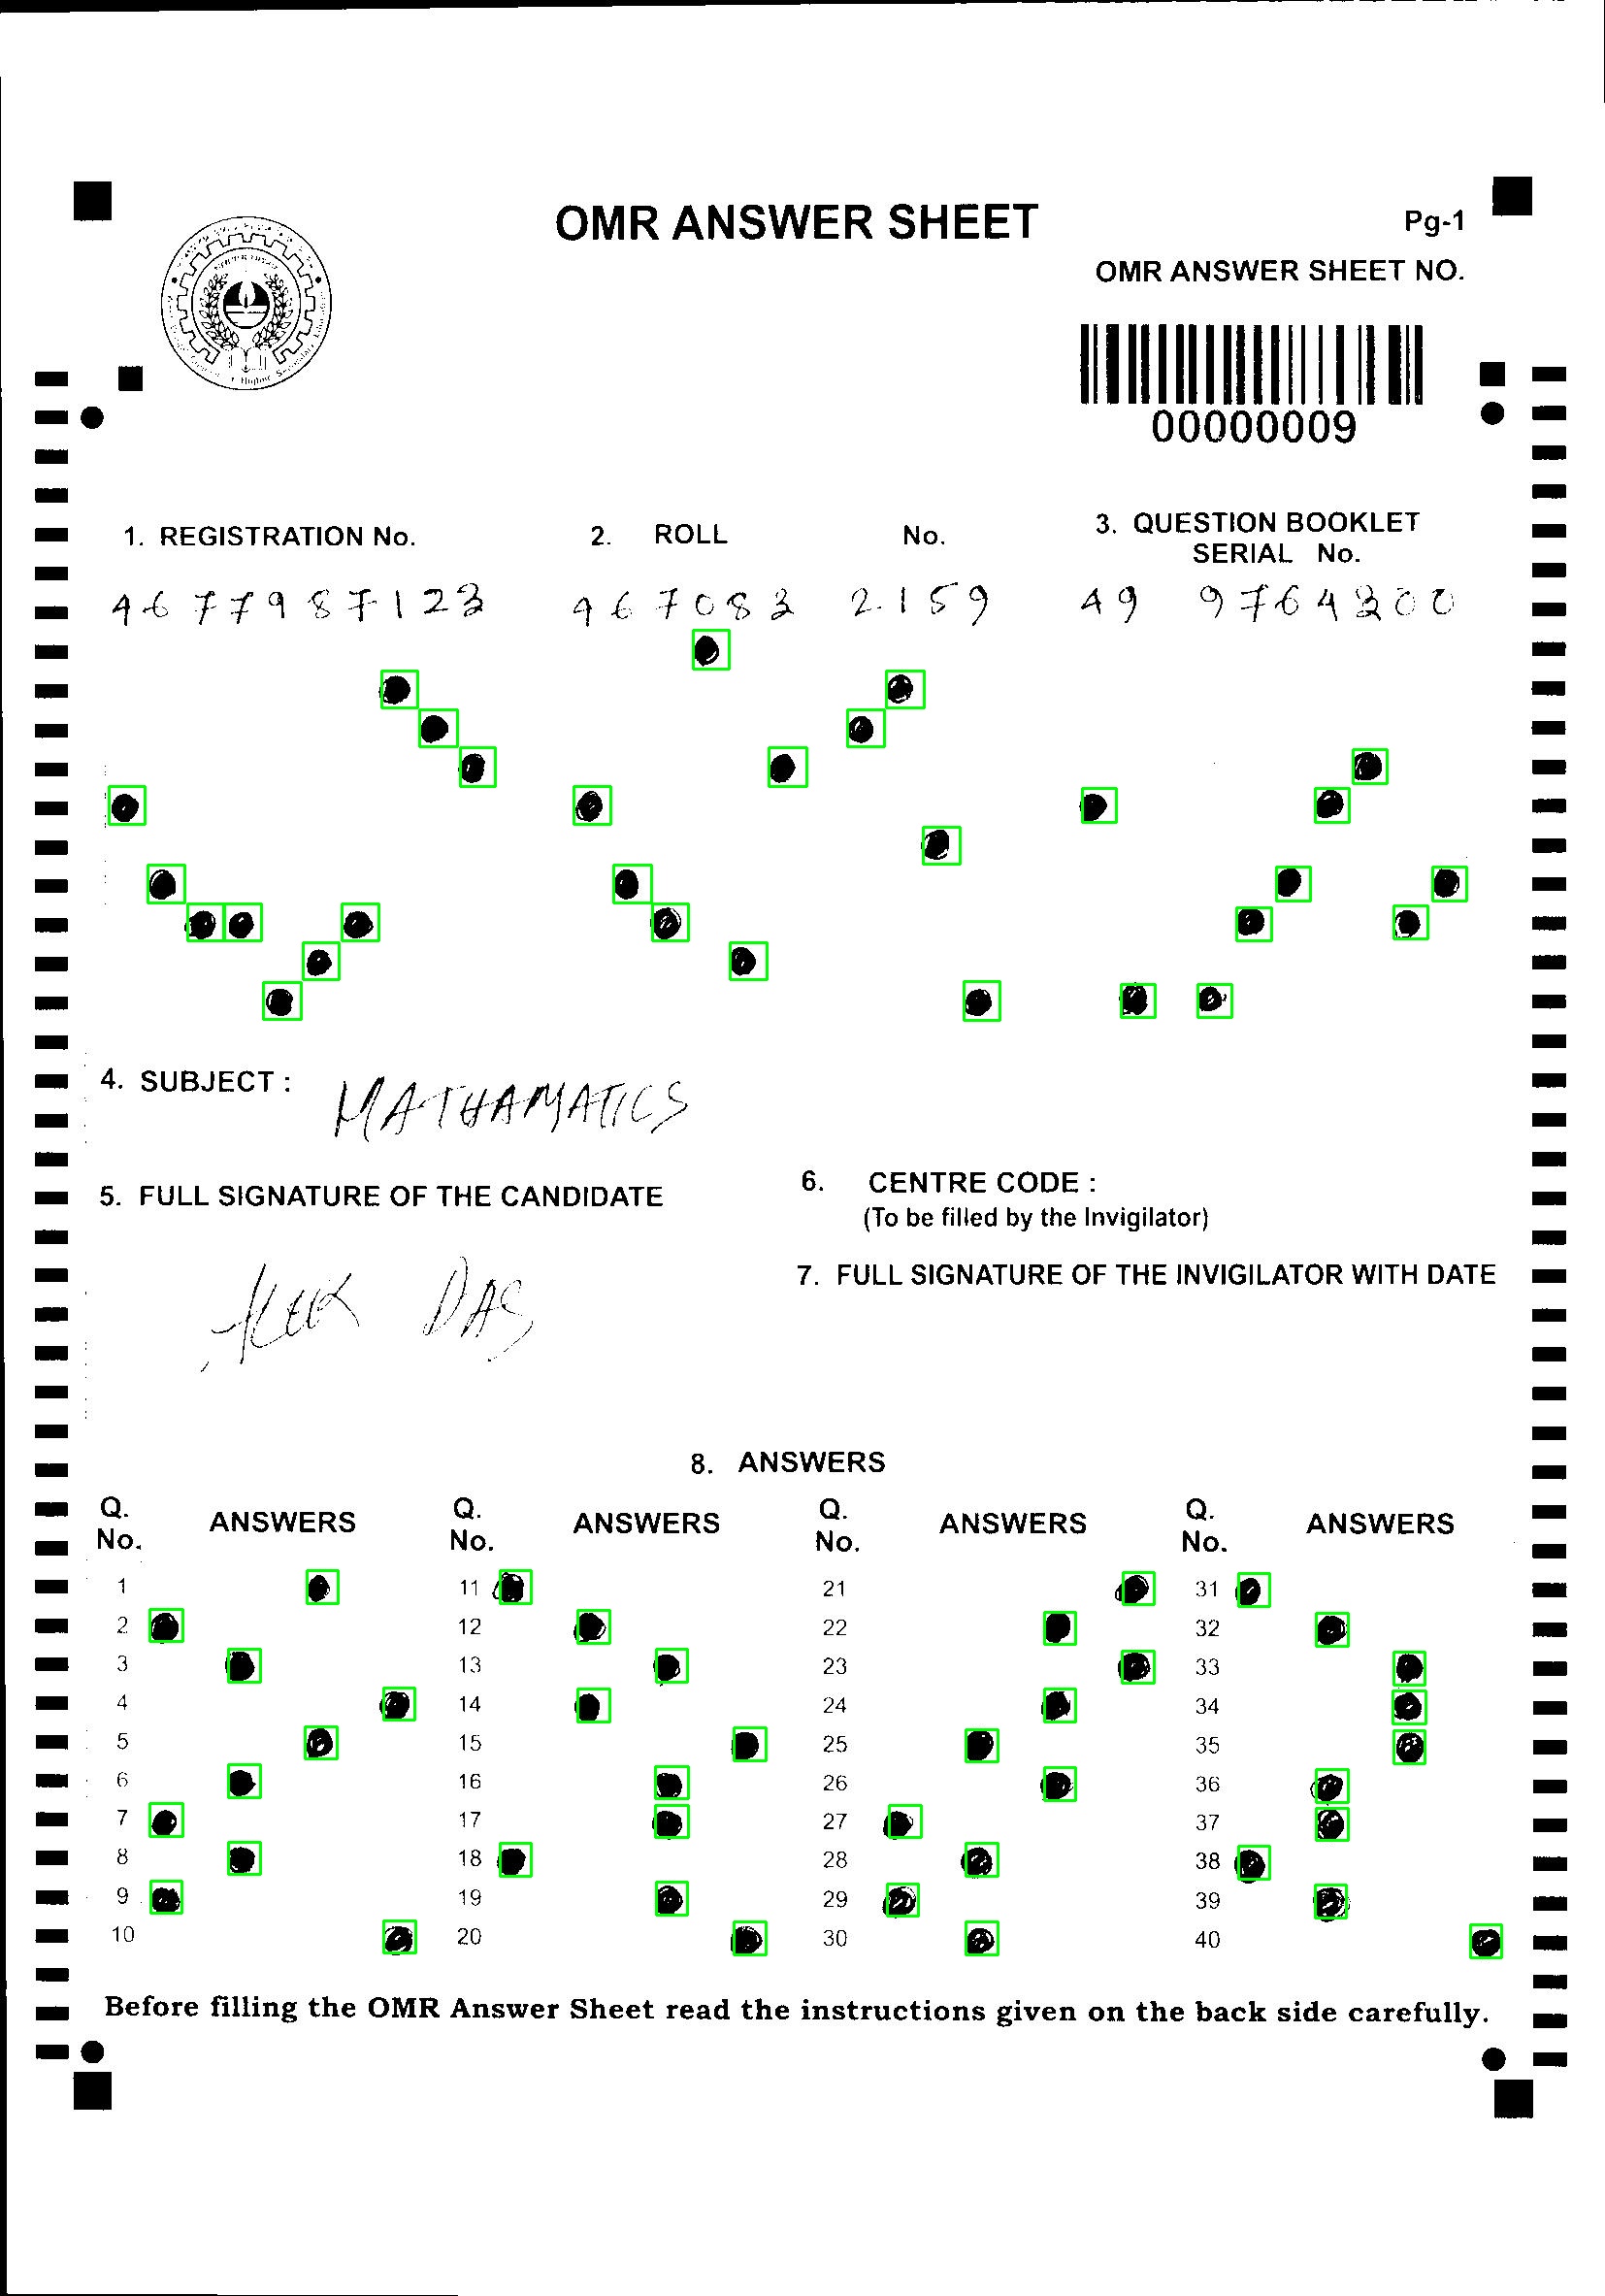 OMR ANSWER SHEET
Pg-1
OMR ANSWER SHEET NO.
00000009
1. REGISTRATION No.
2. ROLL No.
3. QUESTION BOOKLET
SERIAL No.
4677987123
467083 2159
49 9764300
4. SUBJECT :
MATHAMATICS
5. FULL SIGNATURE OF THE CANDIDATE
6. CENTRE CODE :
(To be filled by the Invigilator)
7. FULL SIGNATURE OF THE INVIGILATOR WITH DATE
DAS
8. ANSWERS
Q. No. ANSWERS Q. No. ANSWERS Q. No. ANSWERS Q. No. ANSWERS
1 11 21 31
2 12 22 32
3 13 23 33
4 14 24 34
5 15 25 35
6 16 26 36
7 17 27 37
8 18 28 38
9 19 29 39
10 20 30 40
Before filling the OMR Answer Sheet read the instructions given on the back side carefully.